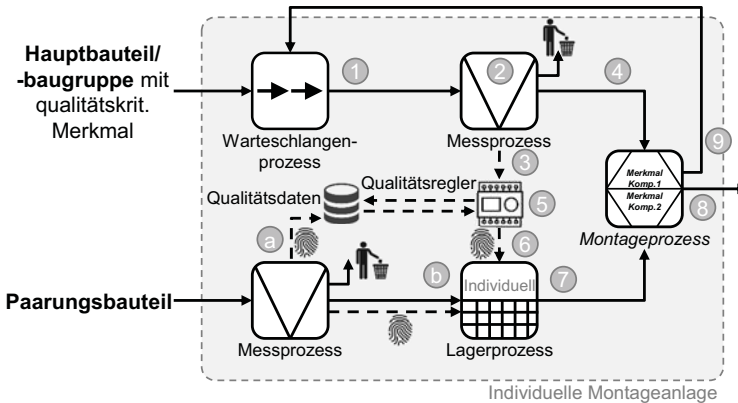 Hauptbauteil/
-baugruppe mit
qualitätskrit.
Merkmal
1
2
4
Warteschlangen-
prozess
Messprozess
3
9
Merkmal
Komp.1
Merkmal
Komp.2
Qualitätsdaten
Qualitätsregler
5
8
Montageprozess
a
6
Paarungsbauteil
b
Individuell
7
Messprozess
Lagerprozess
Individuelle Montageanlage